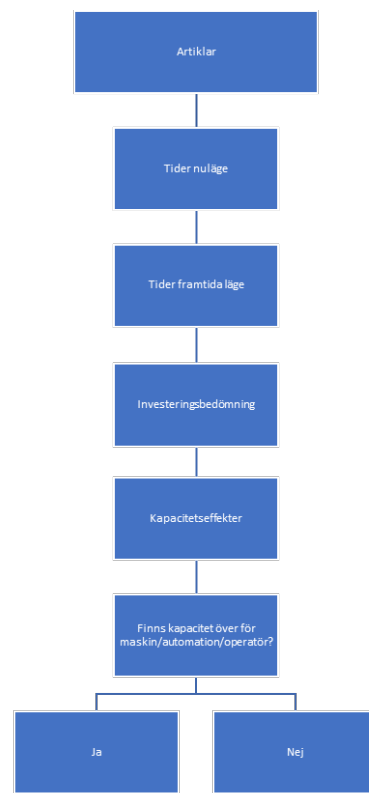 Artiklar
Tider nuläge
Tider framtida läge
Investeringsbedömning
Kapacitetseffekter
Finns kapacitet över för
maskin/automation/operatör?
Ja
Nej